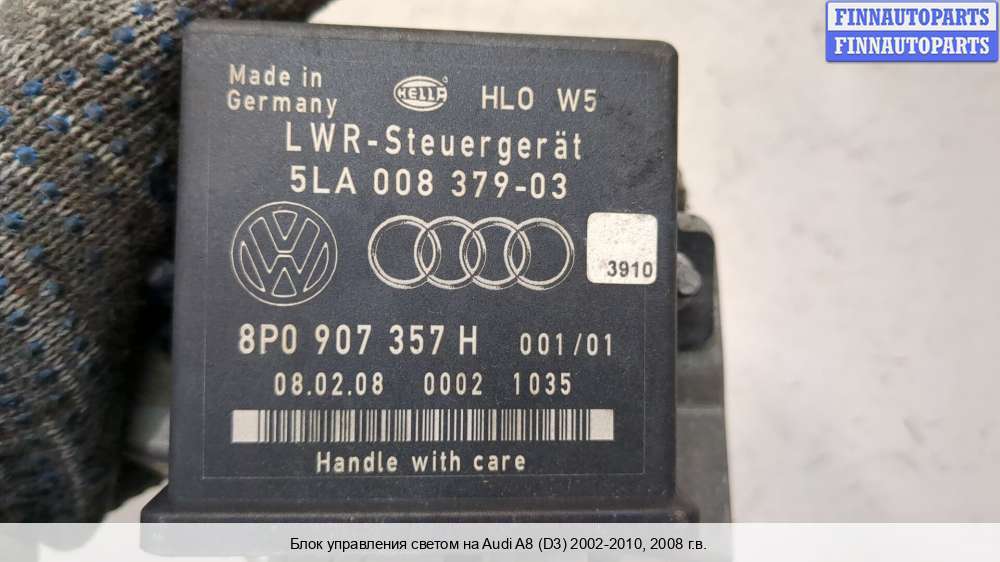 FINNAUTOPARTS
FINNAUTOPARTS
Made in
Germany
HELLA
HLO W5
LWR-Steuergerät
5LA 008 379-03
3910
8P0 907 357 H 001/01
08.02.08 0002 1035
Handle with care
Блок управления светом на Audi A8 (D3) 2002-2010, 2008 г.в.